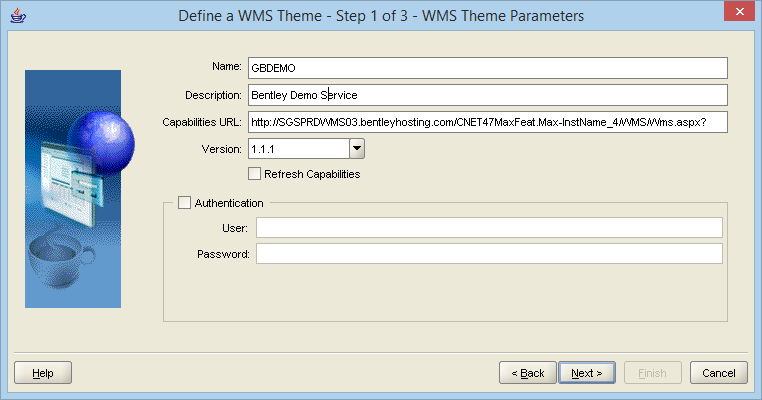 Define a WMS Theme - Step 1 of 3 - WMS Theme Parameters
Name: GBDEMO
Description: Bentley Demo Service
Capabilities URL: http://SGSPRDWMS03.bentleyhosting.com/CNET47MaxFeat.Max-InstName_4/WMS/Wms.aspx?
Version: 1.1.1
Refresh Capabilities
Authentication
User:
Password:
Help < Back Next > Finish Cancel